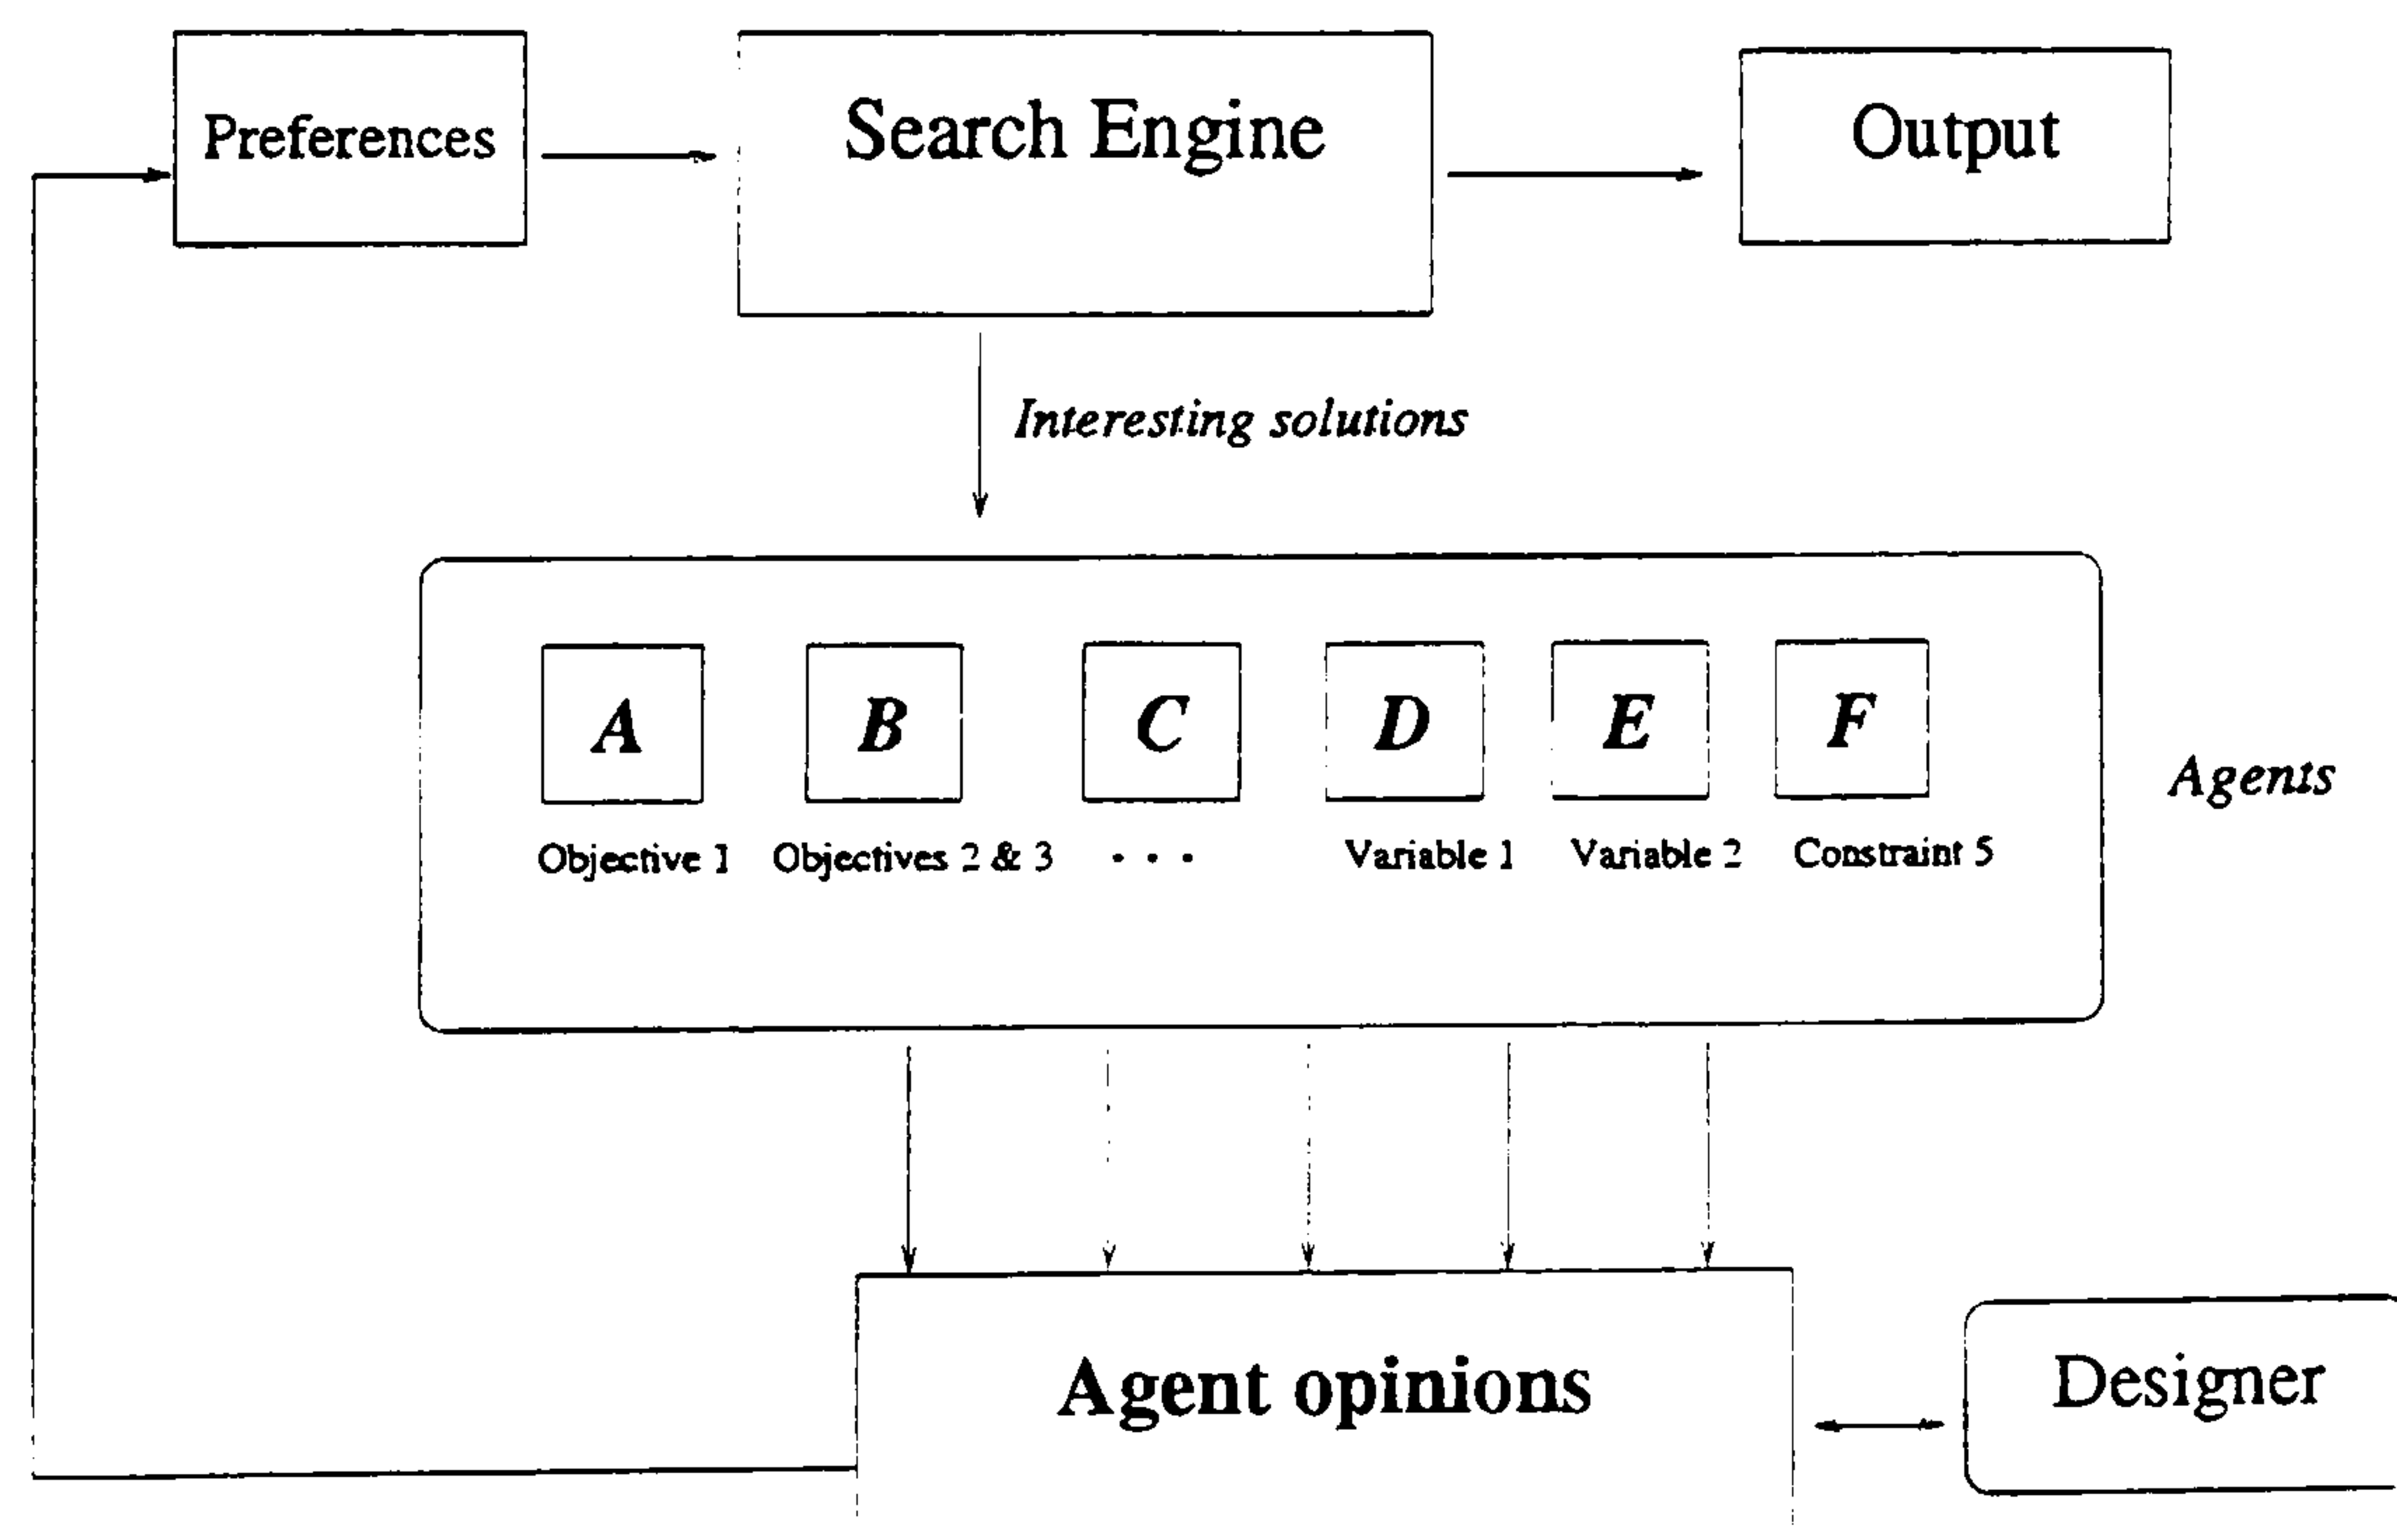 Preferences
Search Engine
Output
Interesting solutions
A B C D E F
Objective 1 Objectives 2 & 3 . . . Variable 1 Variable 2 Constraint 5
Agents
Agent opinions
Designer